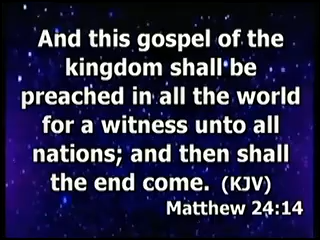 And this gospel of the
kingdom shall be
preached in all the world
for a witness unto all
nations; and then shall
the end come. (KJV)
Matthew 24:14